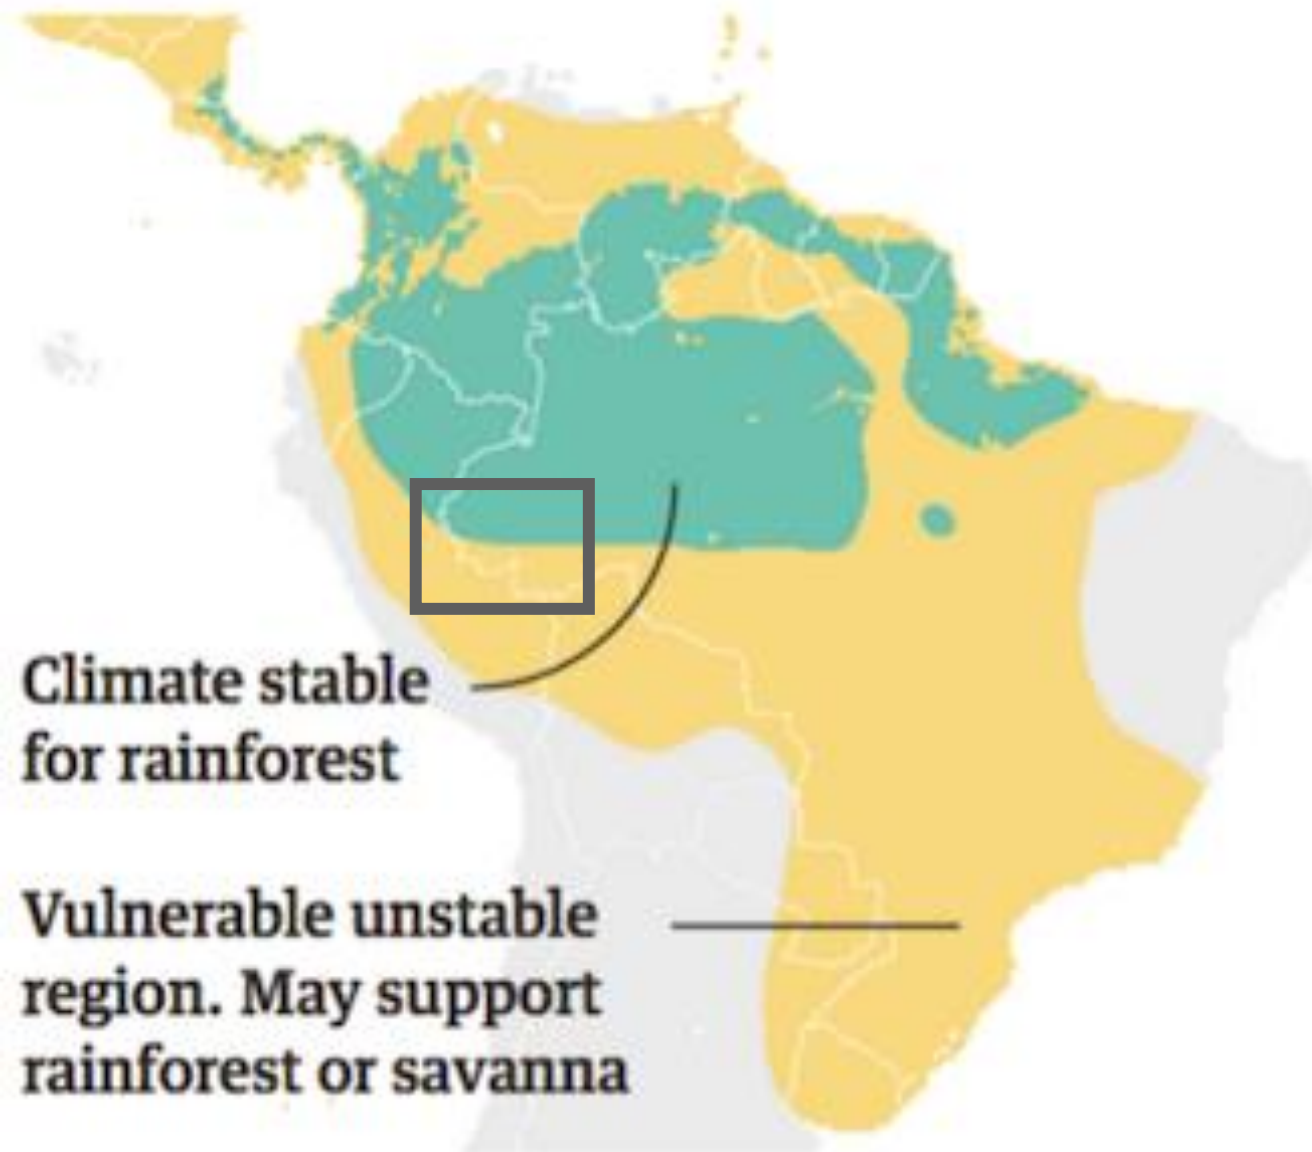 Climate stable
for rainforest
Vulnerable unstable
region. May support
rainforest or savanna